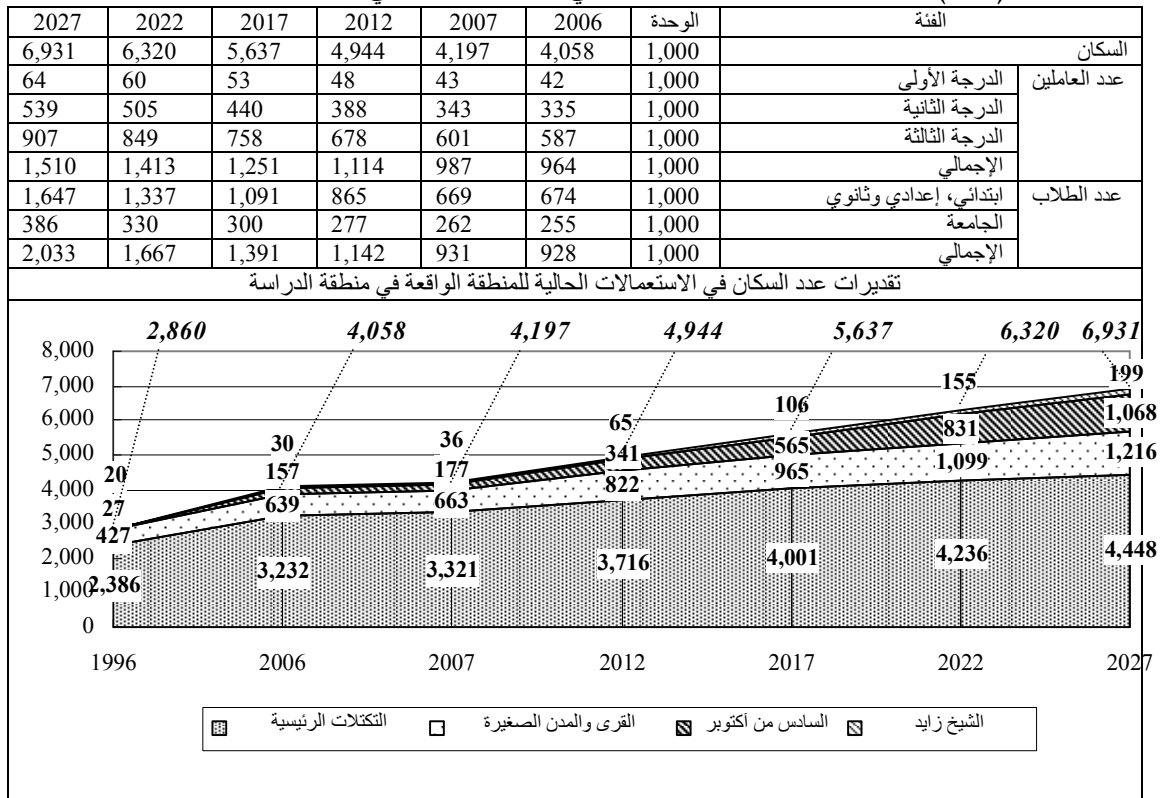 الفئة الوحدة 2006 2007 2012 2017 2022 2027
السكان 1,000 4,058 4,197 4,944 5,637 6,320 6,931
عدد العاملين الدرجة الأولى 1,000 42 43 48 53 60 64
الدرجة الثانية 1,000 335 343 388 440 505 539
الدرجة الثالثة 1,000 587 601 678 758 849 907
الإجمالي 1,000 964 987 1,114 1,251 1,413 1,510
عدد الطلاب ابتدائي، إعدادي وثانوي 1,000 674 669 865 1,091 1,337 1,647
الجامعة 1,000 255 262 277 300 330 386
الإجمالي 1,000 928 931 1,142 1,391 1,667 2,033
تقديرات عدد السكان في الاستعمالات الحالية للمنطقة الواقعة في منطقة الدراسة
2,860 4,058 4,197 4,944 5,637 6,320 6,931
8,000
7,000
6,000
5,000
4,000
3,000
2,000
1,000
0
20 30 36 65 106 155 199
27 157 177 341 565 831 1,068
427 639 663 822 965 1,099 1,216
2,386 3,232 3,321 3,716 4,001 4,236 4,448
1996 2006 2007 2012 2017 2022 2027
التكتلات الرئيسية القرى والمدن الصغيرة السادس من أكتوبر الشيخ زايد